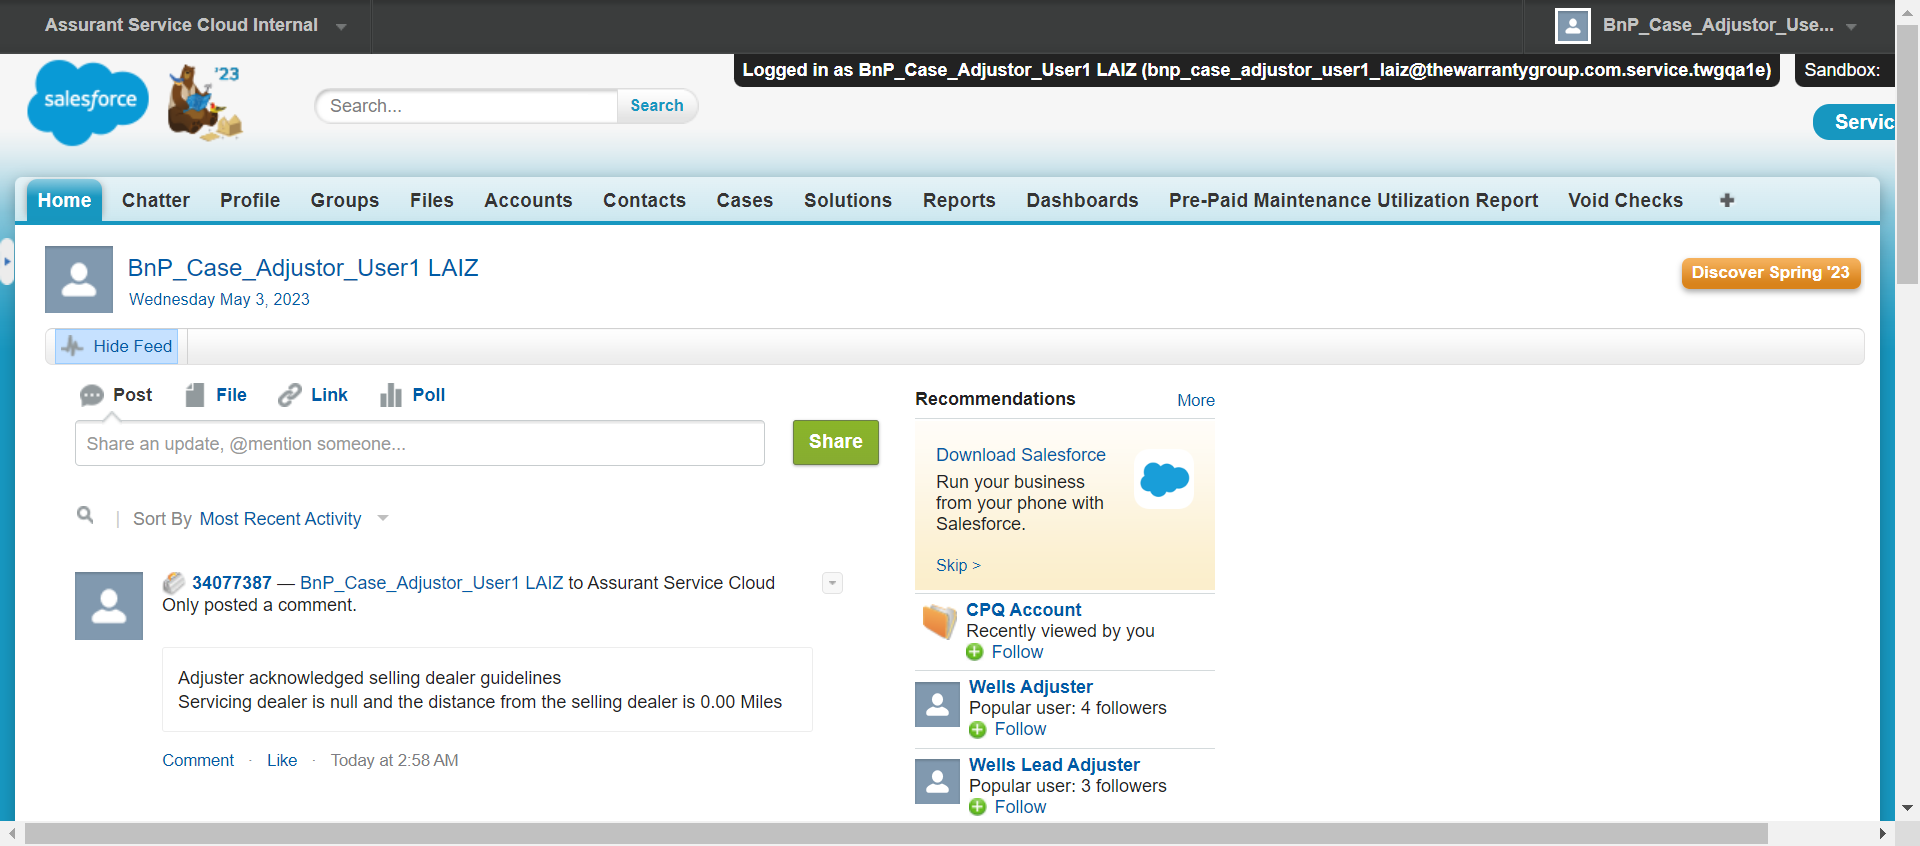 Assurant Service Cloud Internal
BnP_Case_Adjustor_Use...
Logged in as BnP_Case_Adjustor_User1 LAIZ (bnp_case_adjustor_user1_laiz@thewarrantygroup.com.service.twgqa1e)
Sandbox:
salesforce
'23
Search...
Search
Servic
Home
Chatter
Profile
Groups
Files
Accounts
Contacts
Cases
Solutions
Reports
Dashboards
Pre-Paid Maintenance Utilization Report
Void Checks
BnP_Case_Adjustor_User1 LAIZ
Wednesday May 3, 2023
Discover Spring '23
Hide Feed
Post
File
Link
Poll
Share an update, @mention someone...
Share
Sort By Most Recent Activity
34077387 — BnP_Case_Adjustor_User1 LAIZ to Assurant Service Cloud
Only posted a comment.
Adjuster acknowledged selling dealer guidelines
Servicing dealer is null and the distance from the selling dealer is 0.00 Miles
Comment · Like · Today at 2:58 AM
Recommendations
More
Download Salesforce
Run your business
from your phone with
Salesforce.
Skip >
CPQ Account
Recently viewed by you
Follow
Wells Adjuster
Popular user: 4 followers
Follow
Wells Lead Adjuster
Popular user: 3 followers
Follow